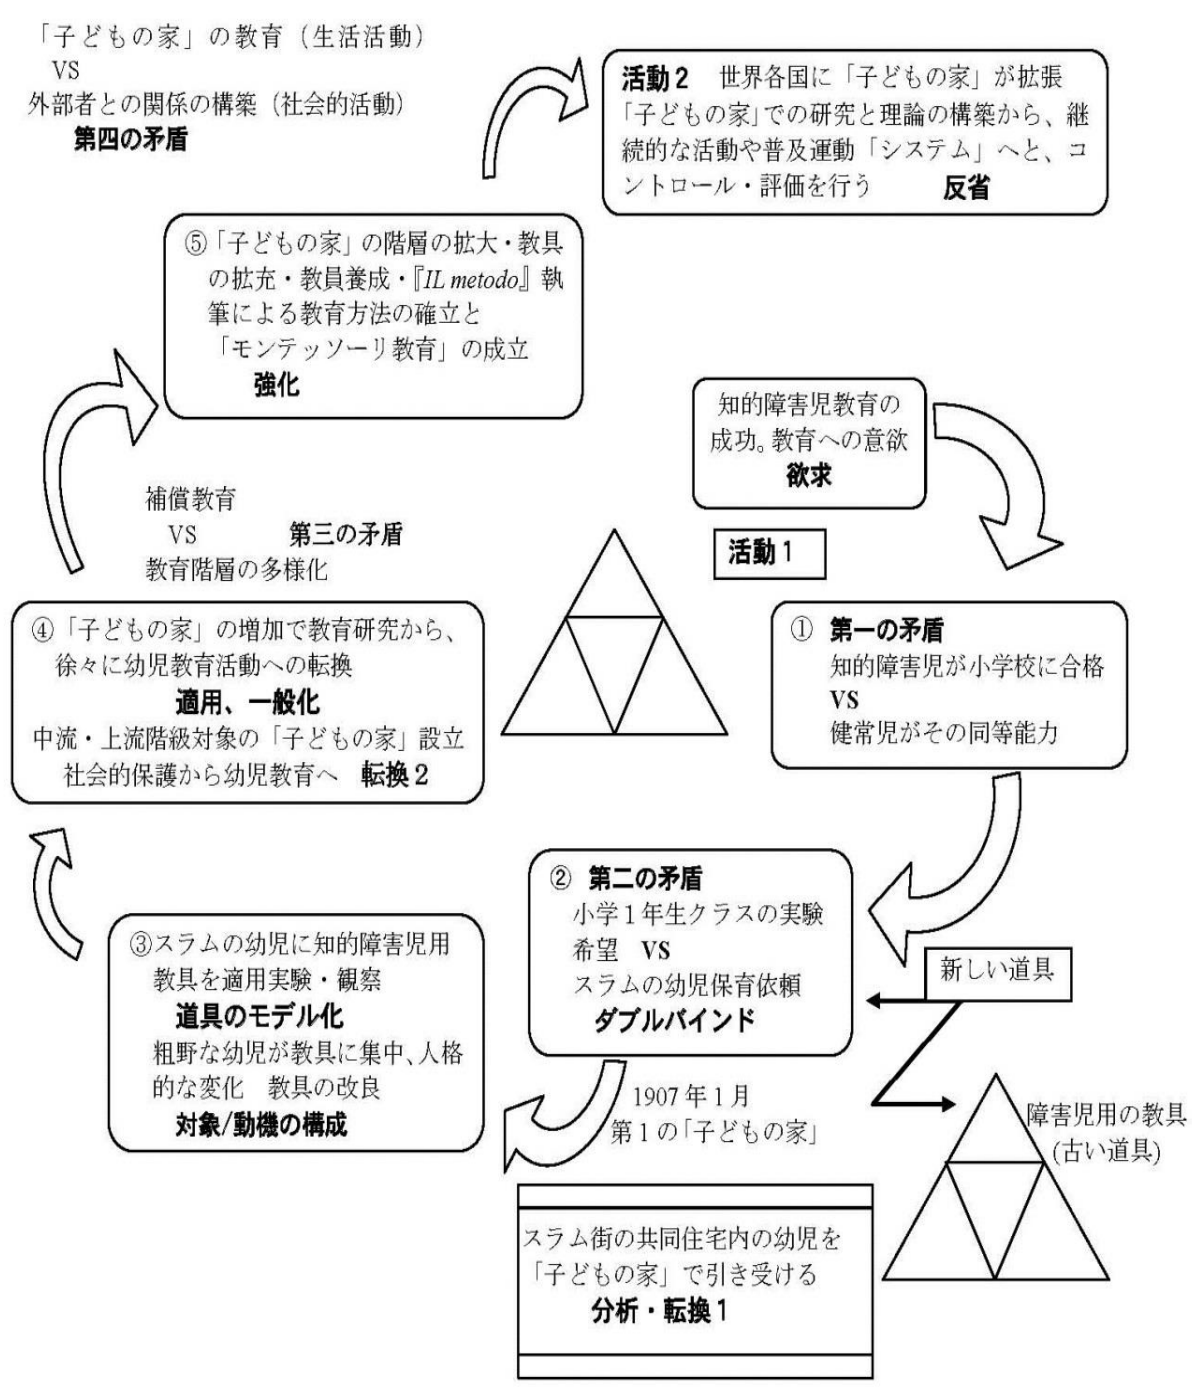 「子どもの家」の教育（生活活動）
VS
外部者との関係の構築（社会的活動）
第四の矛盾
活動２　世界各国に「子どもの家」が拡張
「子どもの家」での研究と理論の構築から、継
続的な活動や普及運動「システム」へと、コ
ントロール・評価を行う　反省
⑤「子どもの家」の階層の拡大・教具
の拡充・教員養成・『IL metodo』執
筆による教育方法の確立と
「モンテッソーリ教育」の成立
強化
知的障害児教育の
成功。教育への意欲
欲求
補償教育
VS　第三の矛盾
教育階層の多様化
活動１
① 第一の矛盾
知的障害児が小学校に合格
VS
健常児がその同等能力
④「子どもの家」の増加で教育研究から、
徐々に幼児教育活動への転換
適用、一般化
中流・上流階級対象の「子どもの家」設立
社会的保護から幼児教育へ　転換２
② 第二の矛盾
小学１年生クラスの実験
希望　VS
スラムの幼児保育依頼
ダブルバインド
③スラムの幼児に知的障害児用
教具を適用実験・観察
道具のモデル化
粗野な幼児が教具に集中、人格
的な変化　教具の改良
対象/動機の構成
新しい道具
1907年１月
第１の「子どもの家」
障害児用の教具
(古い道具)
スラム街の共同住宅内の幼児を
「子どもの家」で引き受ける
分析・転換１